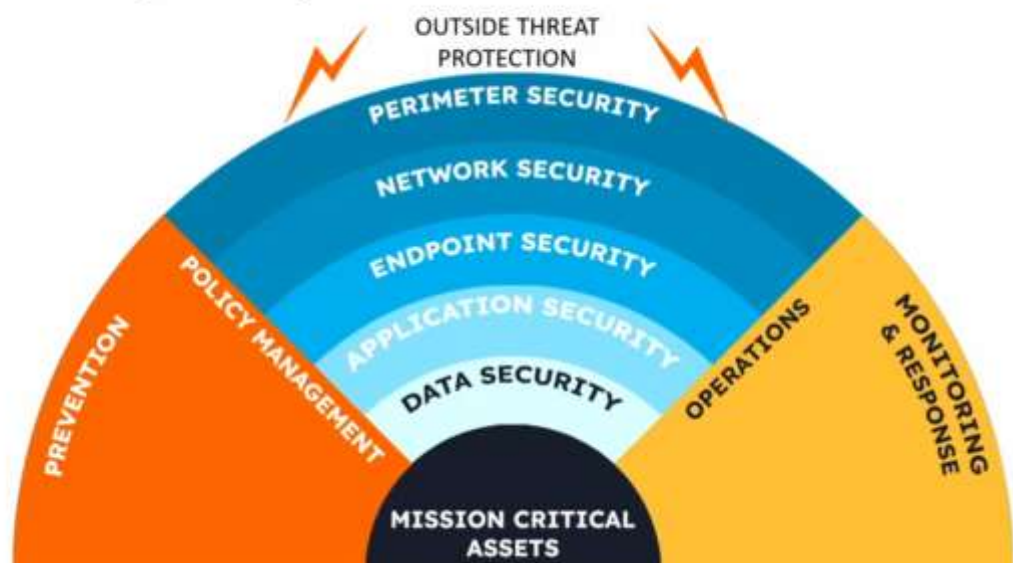 OUTSIDE THREAT
PROTECTION
PERIMETER SECURITY
NETWORK SECURITY
ENDPOINT SECURITY
APPLICATION SECURITY
DATA SECURITY
PREVENTION
POLICY MANAGEMENT
OPERATIONS
MONITORING
& RESPONSE
MISSION CRITICAL
ASSETS